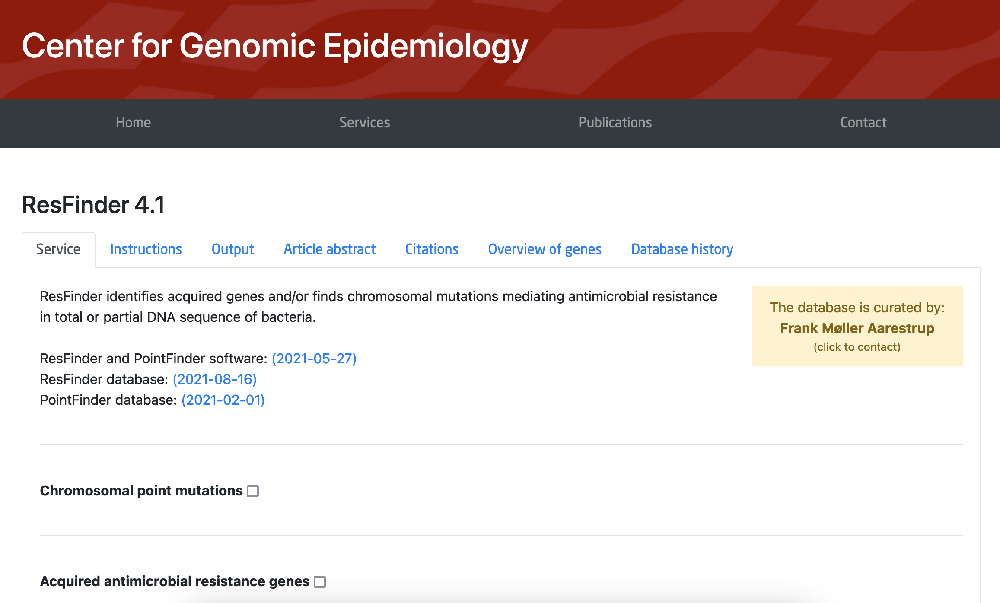 Center for Genomic Epidemiology
Home Services Publications Contact
ResFinder 4.1
Service Instructions Output Article abstract Citations Overview of genes Database history
ResFinder identifies acquired genes and/or finds chromosomal mutations mediating antimicrobial resistance
in total or partial DNA sequence of bacteria.
The database is curated by:
Frank Møller Aarestrup
(click to contact)
ResFinder and PointFinder software: (2021-05-27)
ResFinder database: (2021-08-16)
PointFinder database: (2021-02-01)
Chromosomal point mutations
Acquired antimicrobial resistance genes